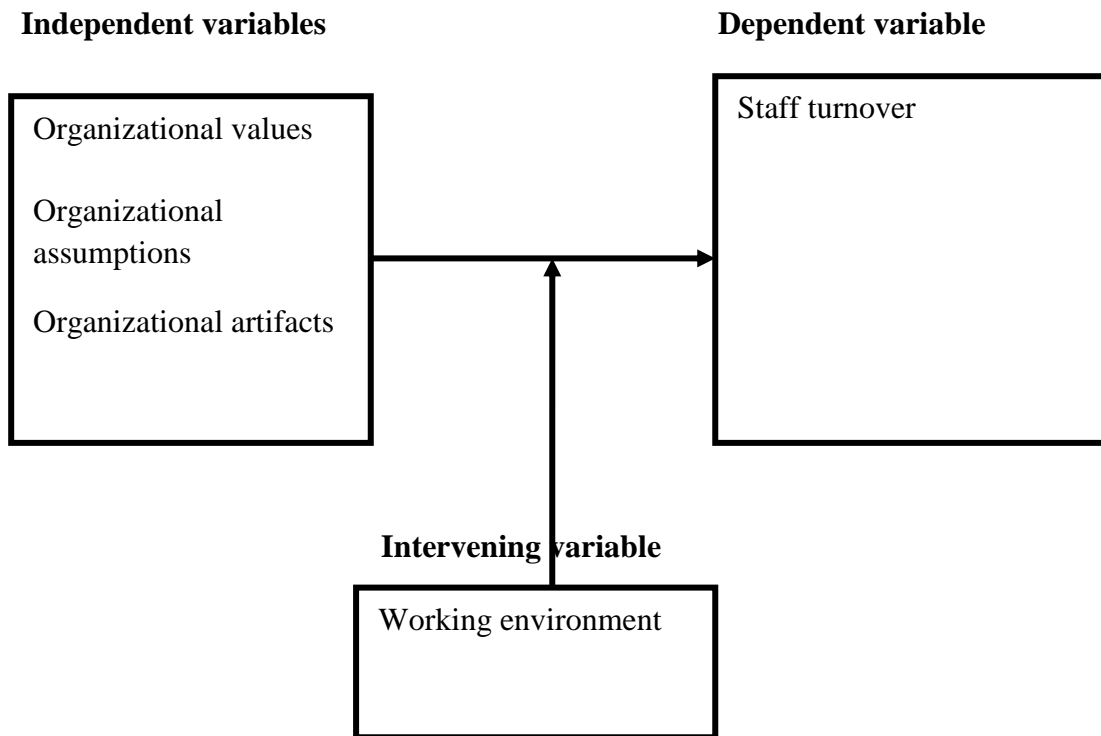 Independent variables
Dependent variable
Organizational values
Organizational
assumptions
Organizational artifacts
Staff turnover
Intervening variable
Working environment